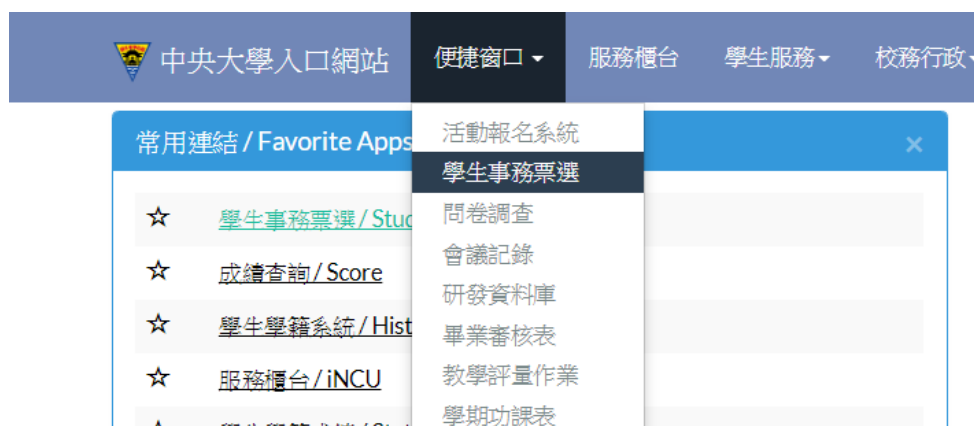 中央大學入口網站
便捷窗口
服務櫃台
學生服務
校務行政
常用連結 / Favorite Apps
活動報名系統
學生事務票選
問卷調查
會議記錄
研發資料庫
畢業審核表
教學評量作業
學期功課表
☆ 學生事務票選 / Stud
☆ 成績查詢 / Score
☆ 學生學籍系統 / Hist
☆ 服務櫃台 / iNCU